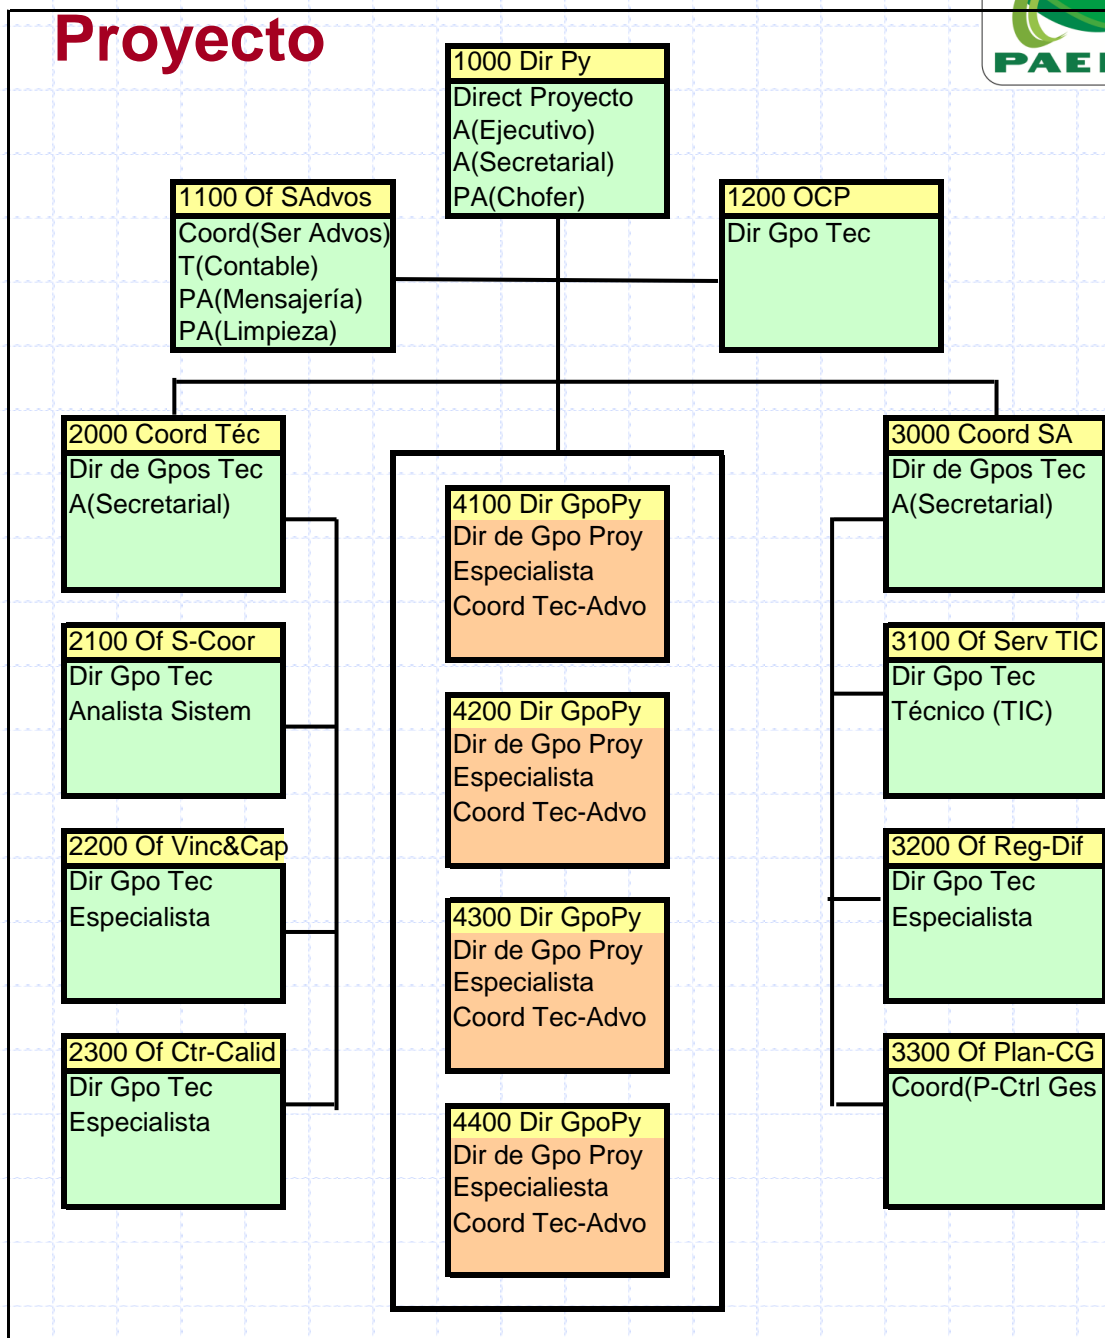 Proyecto
1000 Dir Py
Direct Proyecto
A(Ejecutivo)
A(Secretarial)
PA(Chofer)
1100 Of SAdvos
Coord(Ser Advos)
T(Contable)
PA(Mensajería)
PA(Limpieza)
1200 OCP
Dir Gpo Tec
2000 Coord Téc
Dir de Gpos Tec
A(Secretarial)
2100 Of S-Coor
Dir Gpo Tec
Analista Sistem
2200 Of Vinc&Cap
Dir Gpo Tec
Especialista
2300 Of Ctr-Calid
Dir Gpo Tec
Especialista
4100 Dir GpoPy
Dir de Gpo Proy
Especialista
Coord Tec-Advo
4200 Dir GpoPy
Dir de Gpo Proy
Especialista
Coord Tec-Advo
4300 Dir GpoPy
Dir de Gpo Proy
Especialista
Coord Tec-Advo
4400 Dir GpoPy
Dir de Gpo Proy
Especialiesta
Coord Tec-Advo
3000 Coord SA
Dir de Gpos Tec
A(Secretarial)
3100 Of Serv TIC
Dir Gpo Tec
Técnico (TIC)
3200 Of Reg-Dif
Dir Gpo Tec
Especialista
3300 Of Plan-CG
Coord(P-Ctrl Ges